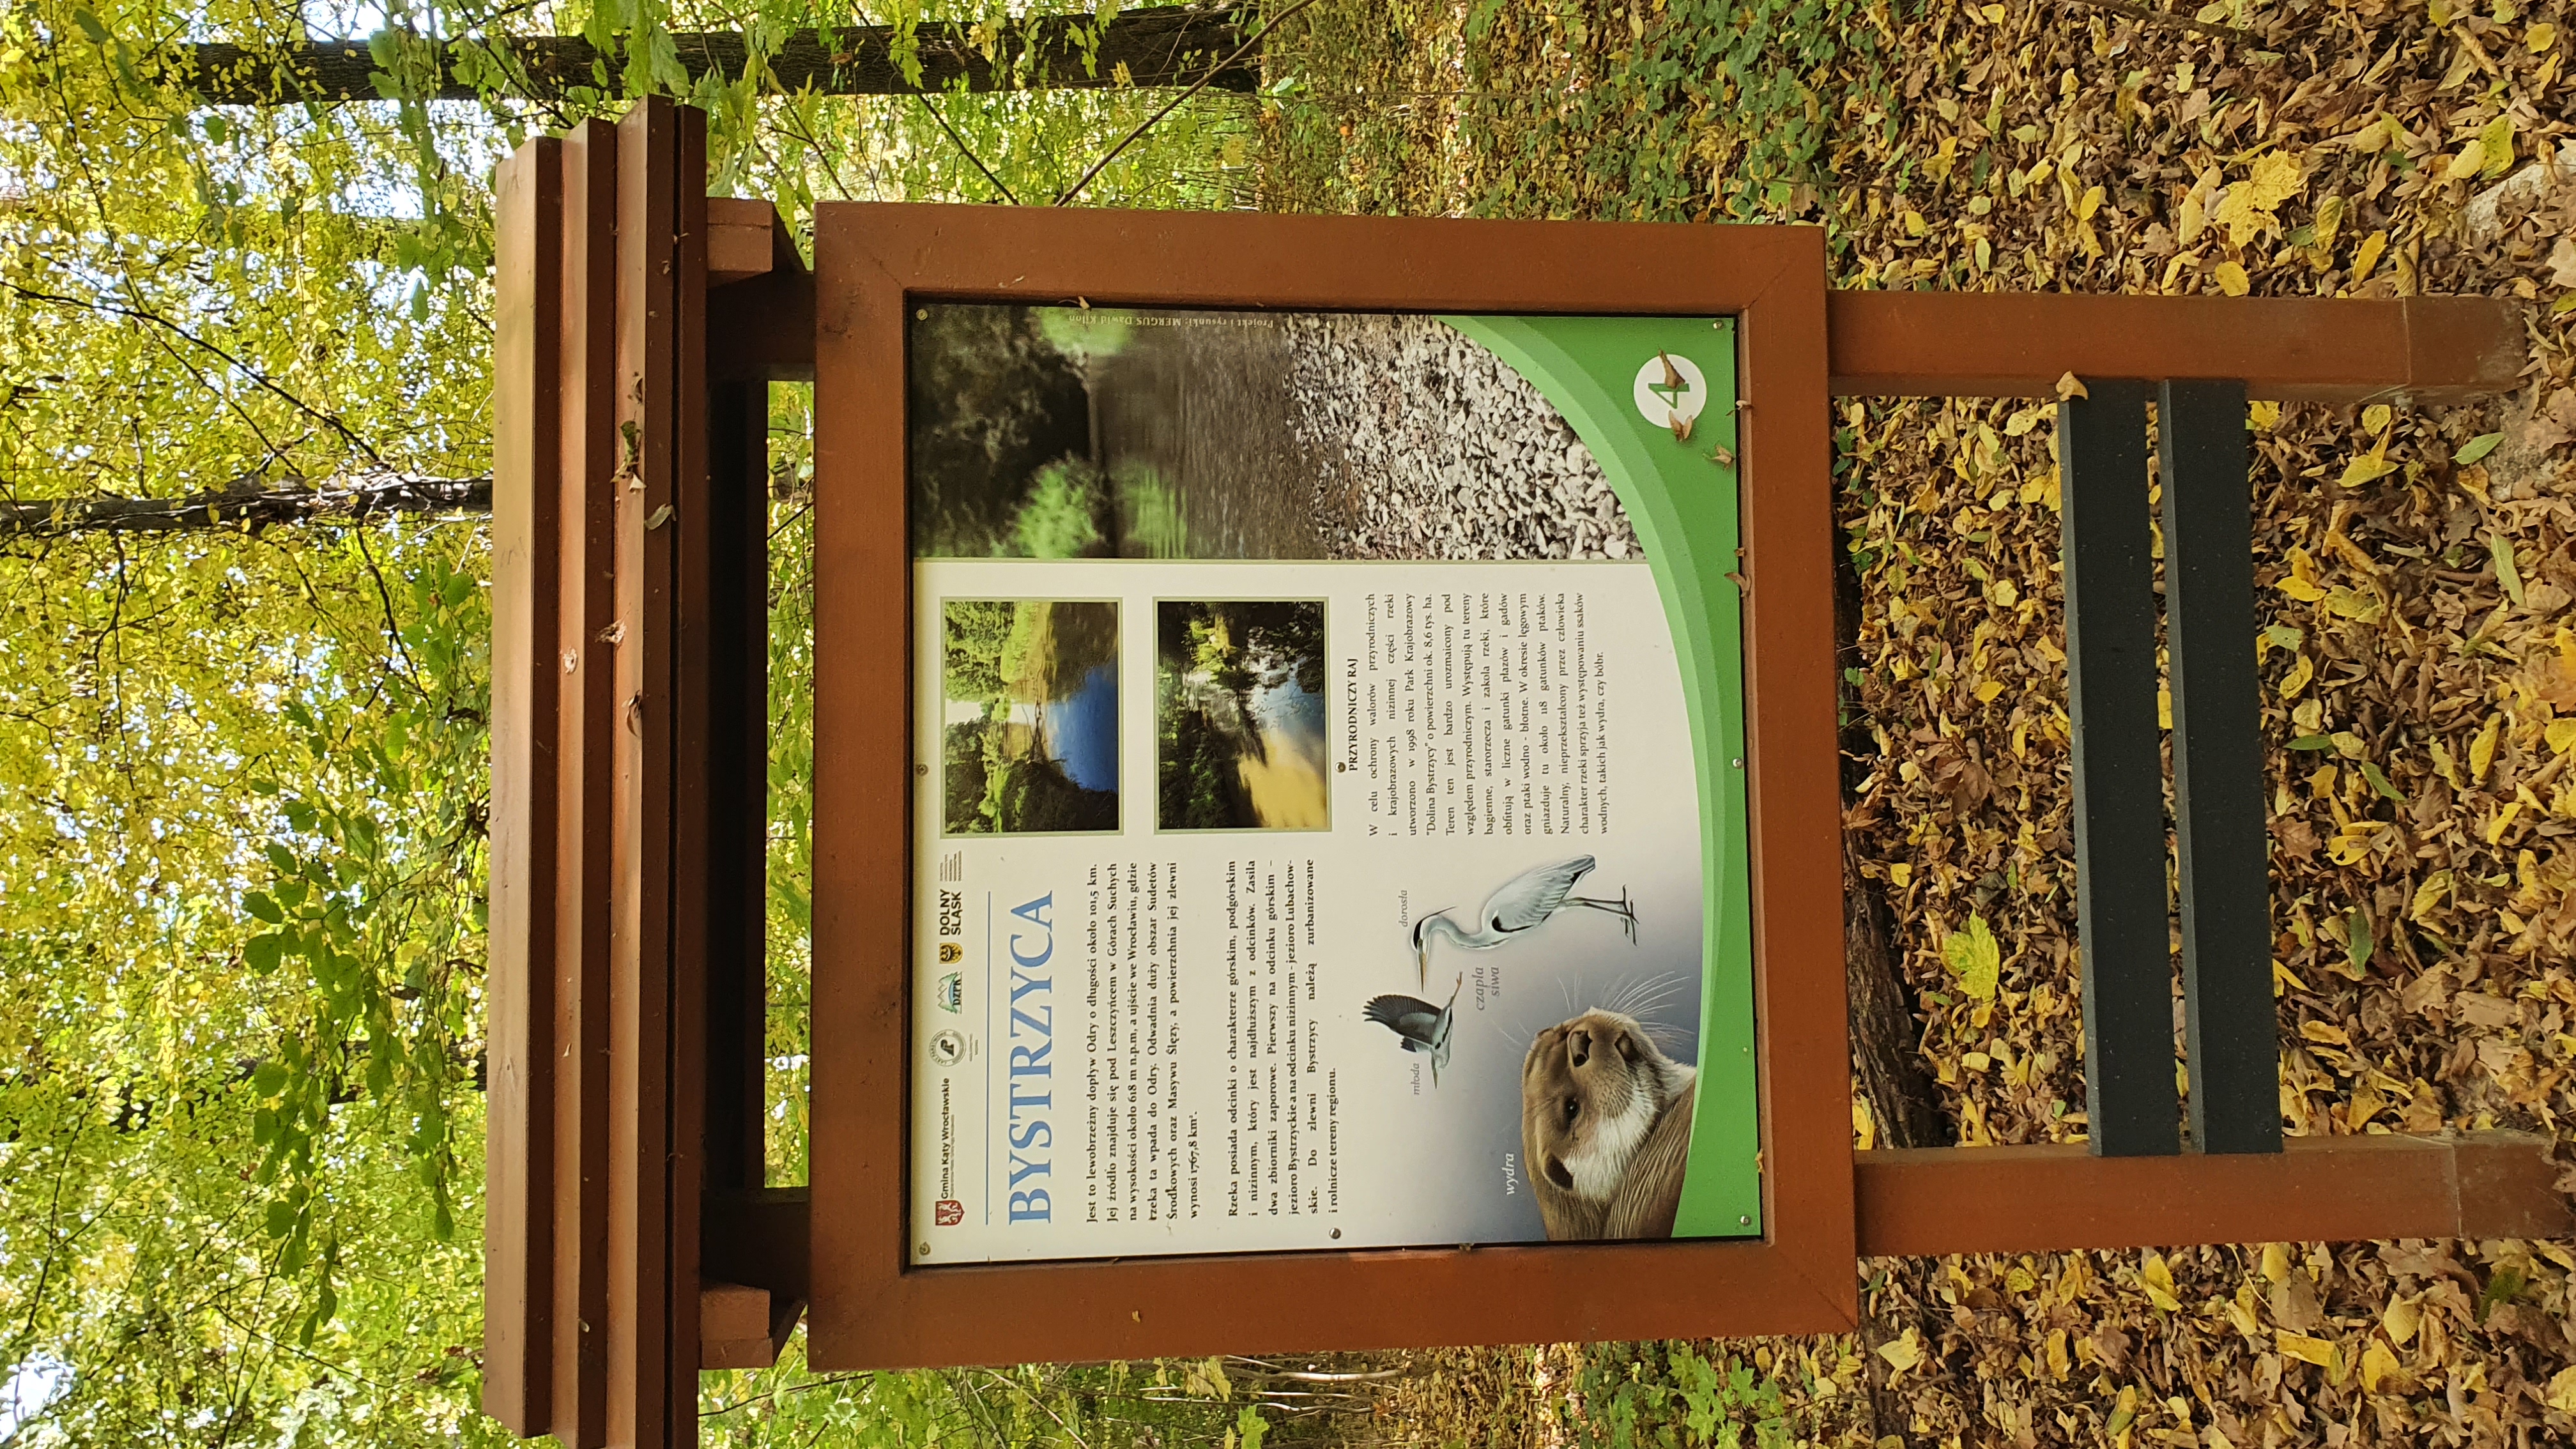 Gmina Kąty Wrocławskie
DZPK
DOLNY
ŚLĄSK
BYSTRZYCA
Jest to lewobrzeżny dopływ Odry o długości około 101,5 km.
Jej źródło znajduje się pod Leszczyńcem w Górach Suchych
na wysokości około 618 m n.p.m, a ujście we Wrocławiu, gdzie
rzeka ta wpada do Odry. Odwadnia duży obszar Sudetów
Środkowych oraz Masywu Ślęzy, a powierzchnia jej zlewni
wynosi 1767,8 km².
Rzeka posiada odcinki o charakterze górskim, podgórskim
i nizinnym, który jest najdłuższym z odcinków. Zasila
dwa zbiorniki zaporowe. Pierwszy na odcinku górskim –
jezioro Bystrzyckie a na odcinku nizinnym - jezioro Lubachow-
skie. Do zlewni Bystrzycy należą zurbanizowane
i rolnicze tereny regionu.
młoda
dorosła
czapla
siwa
wydra
PRZYRODNICZY RAJ
W celu ochrony walorów przyrodniczych
i krajobrazowych nizinnej części rzeki
utworzono w 1998 roku Park Krajobrazowy
"Dolina Bystrzycy" o powierzchni ok. 8,6 tys. ha.
Teren ten jest bardzo urozmaicony pod
względem przyrodniczym. Występują tu tereny
bagienne, starorzecza i zakola rzeki, które
obfitują w liczne gatunki płazów i gadów
oraz ptaki wodno - błotne. W okresie lęgowym
gniazduje tu około 118 gatunków ptaków.
Naturalny, nieprzekształcony przez człowieka
charakter rzeki sprzyja też występowaniu ssaków
wodnych, takich jak wydra, czy bóbr.
Projekt i rysunki: MERGUS Dawid Kilon
4